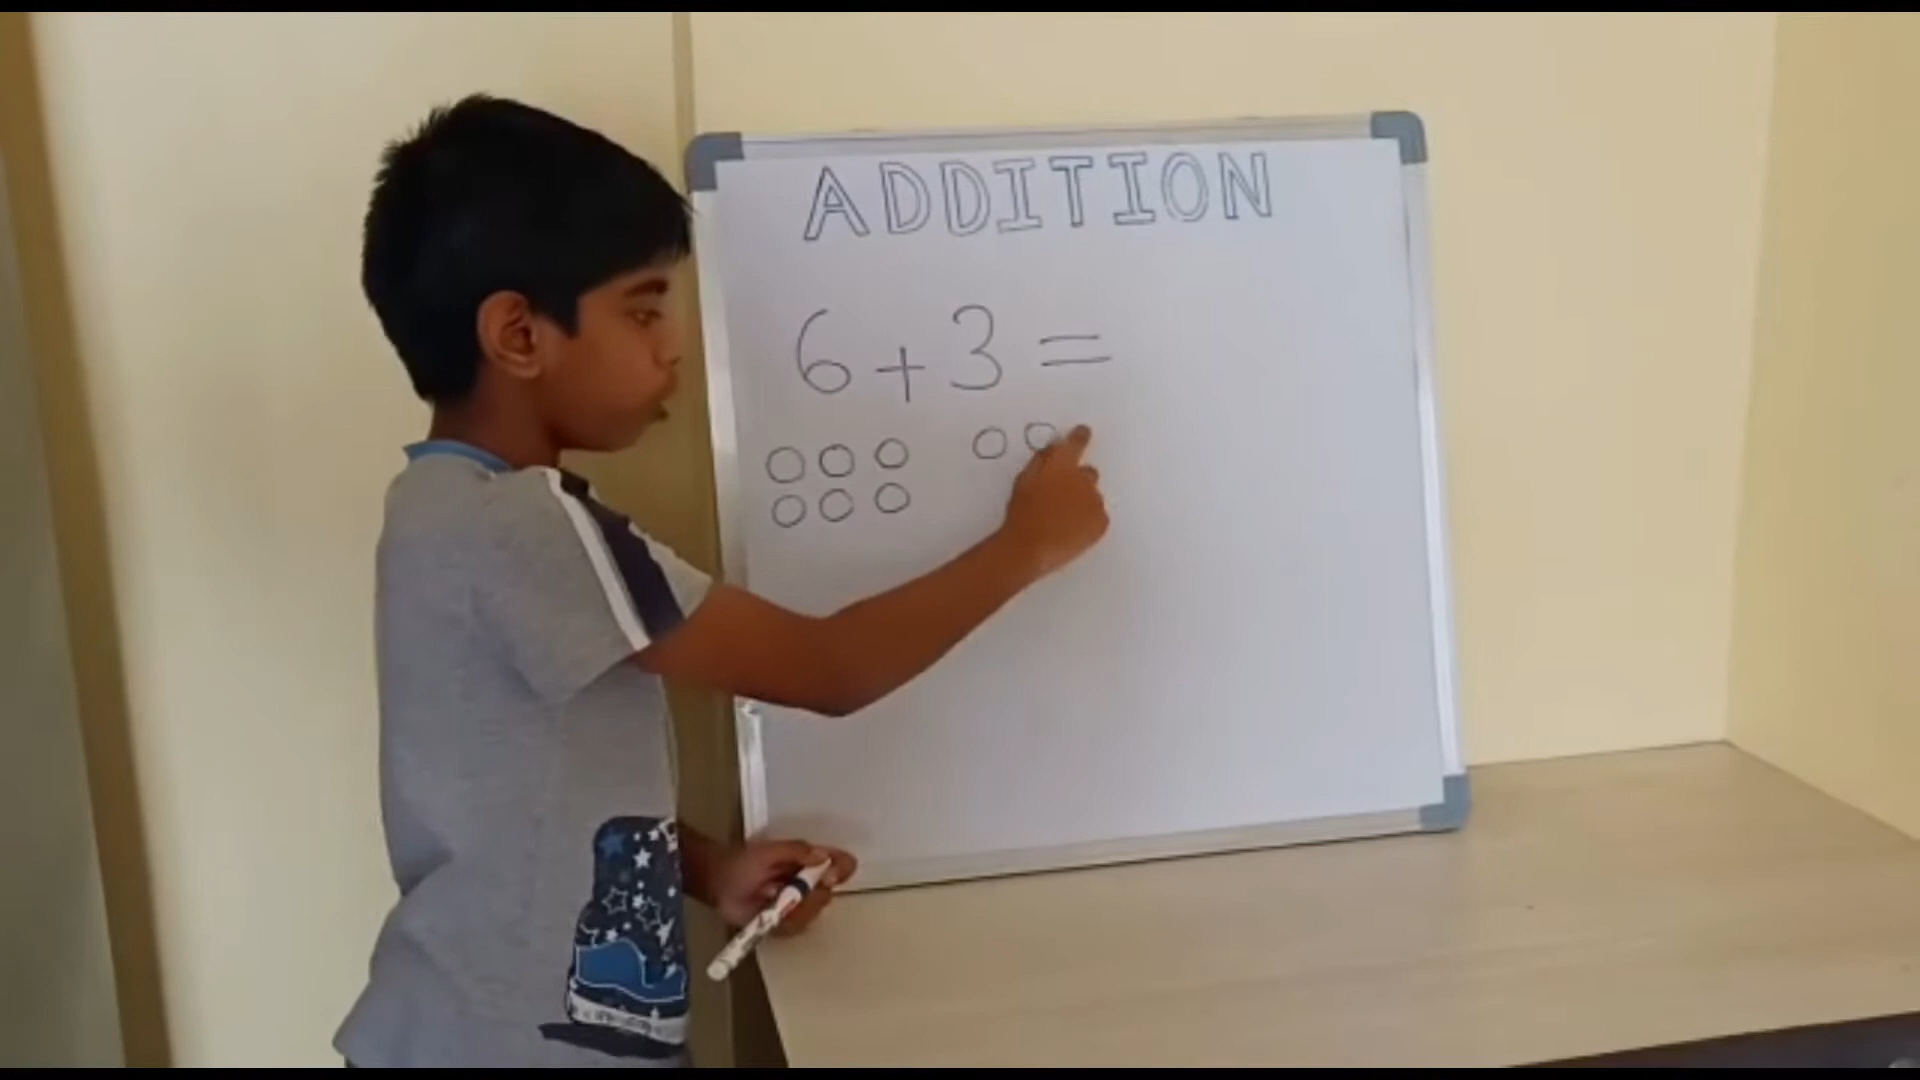 ADDITION
6 + 3 =